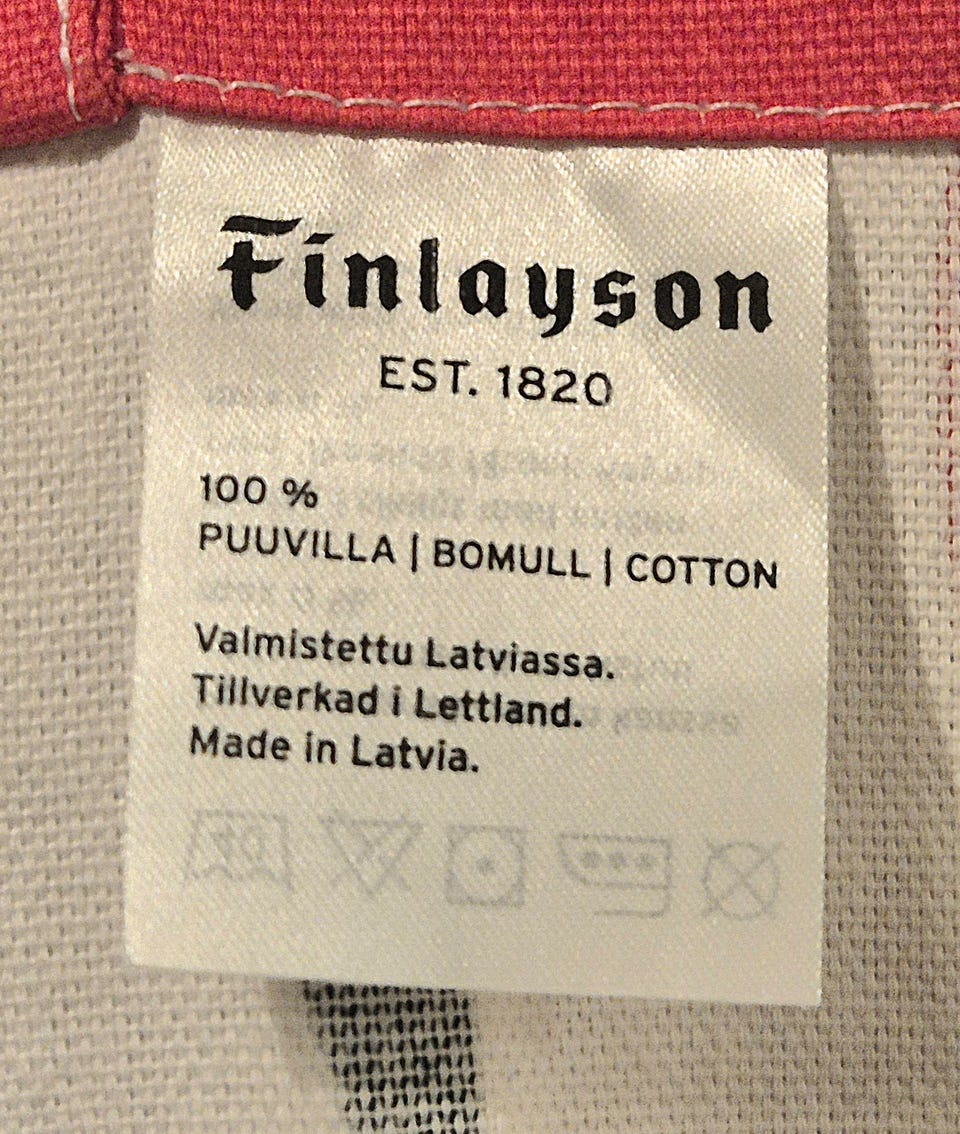 Finlayson
EST. 1820
100 %
PUUVILLA | BOMULL | COTTON
Valmistettu Latviassa.
Tillverkad i Lettland.
Made in Latvia.